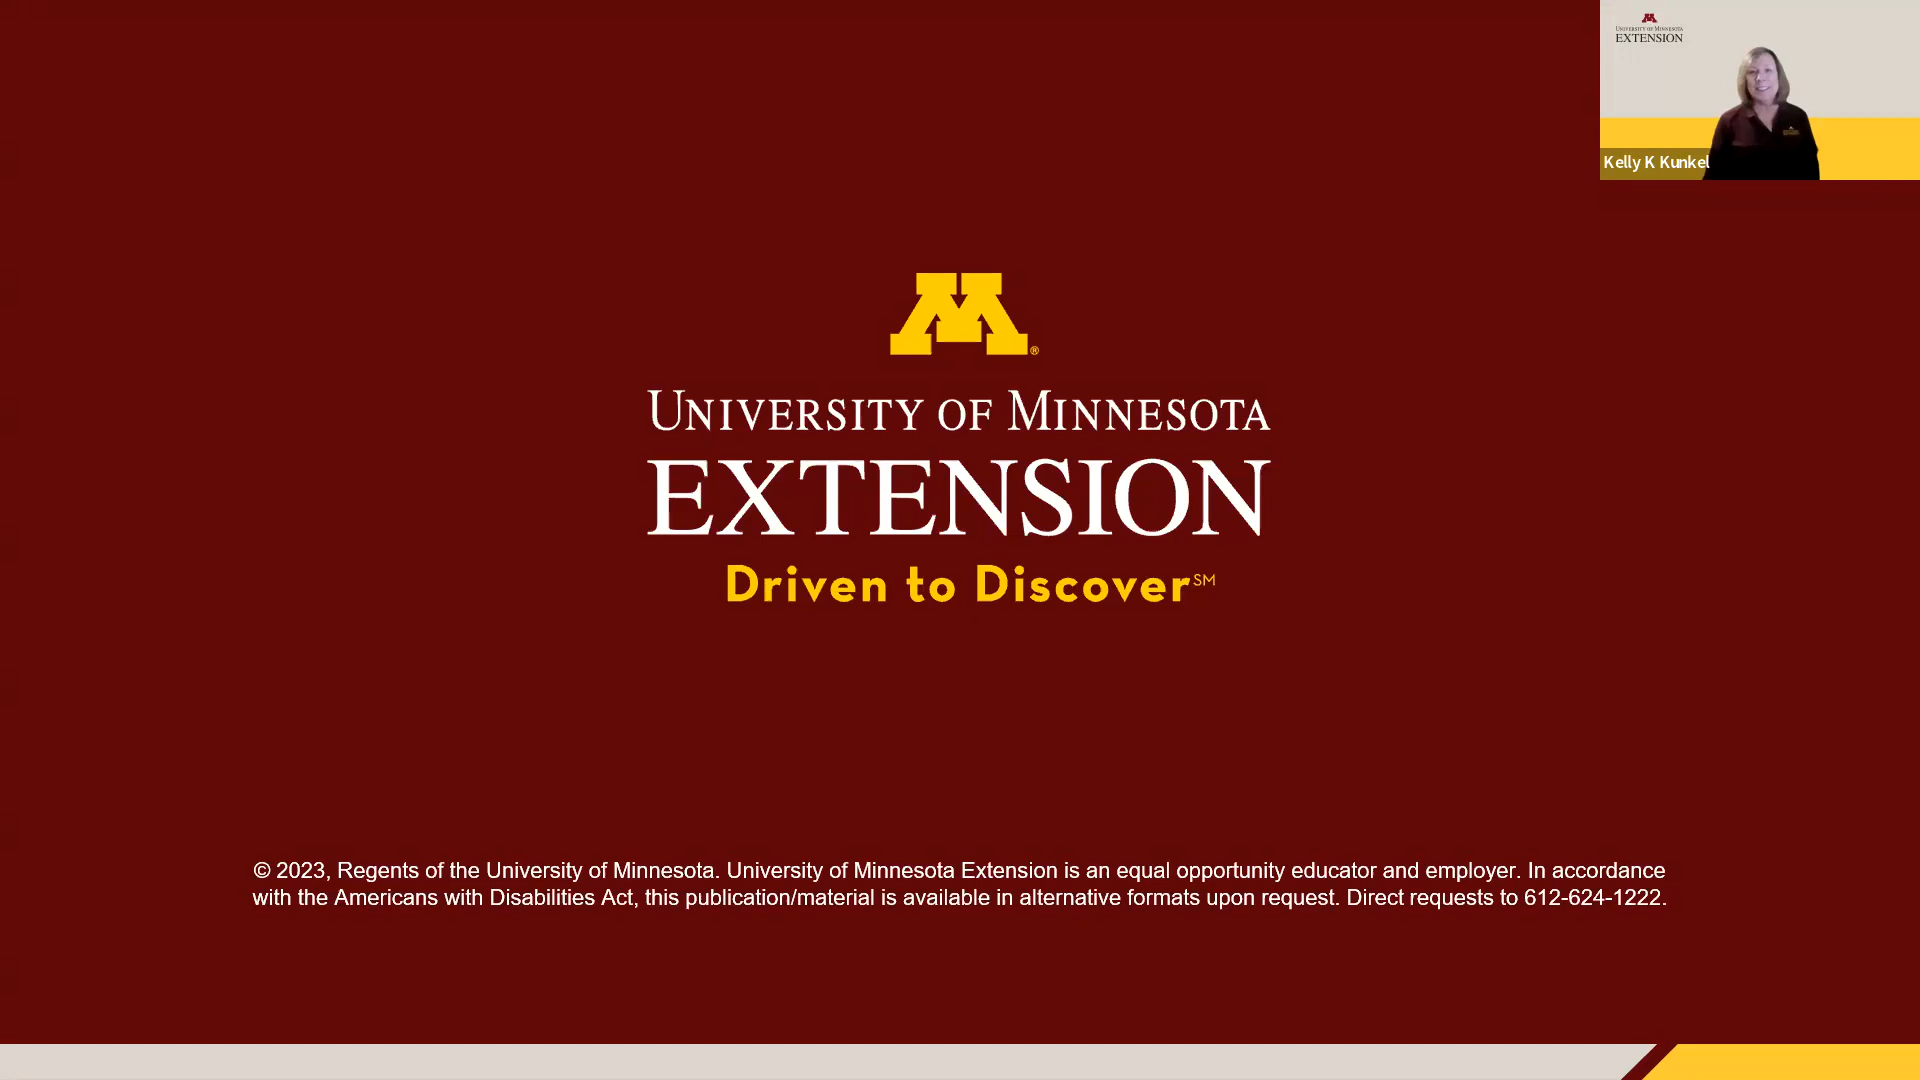 UNIVERSITY OF MINNESOTA
EXTENSION
Kelly K Kunkel
M®
UNIVERSITY OF MINNESOTA
EXTENSION
Driven to Discover℠
© 2023, Regents of the University of Minnesota. University of Minnesota Extension is an equal opportunity educator and employer. In accordance
with the Americans with Disabilities Act, this publication/material is available in alternative formats upon request. Direct requests to 612-624-1222.